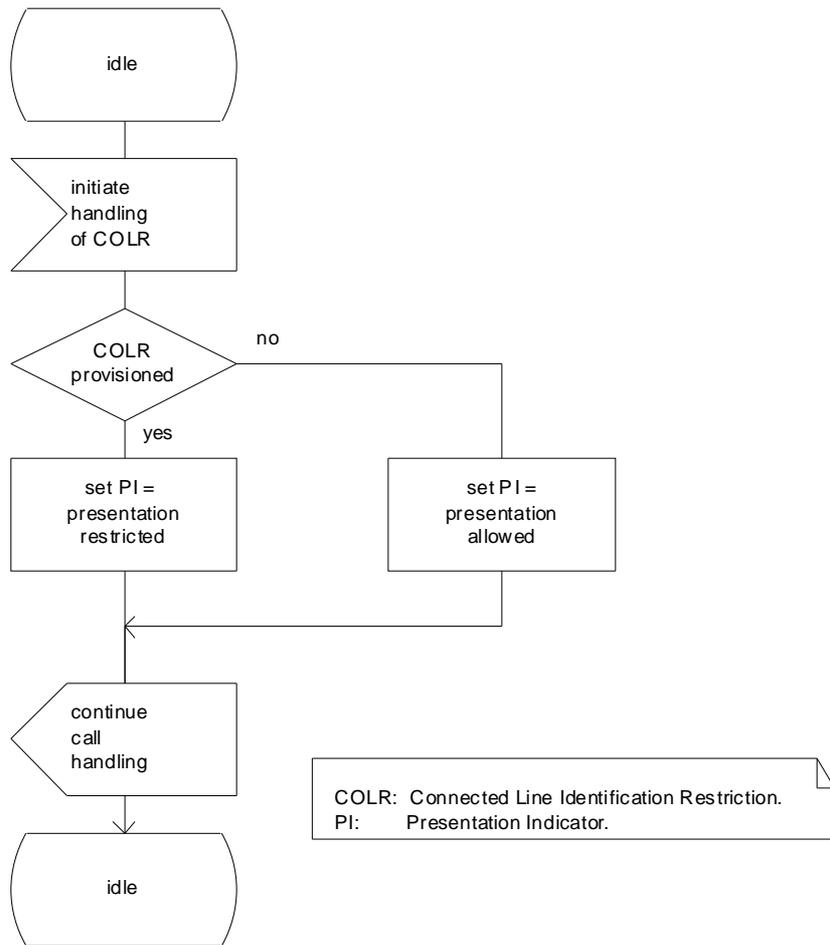 idle
initiate
handling
of COLR
COLR
provisioned
no
yes
set PI =
presentation
restricted
set PI =
presentation
allowed
continue
call
handling
COLR: Connected Line Identification Restriction.
PI: Presentation Indicator.
idle